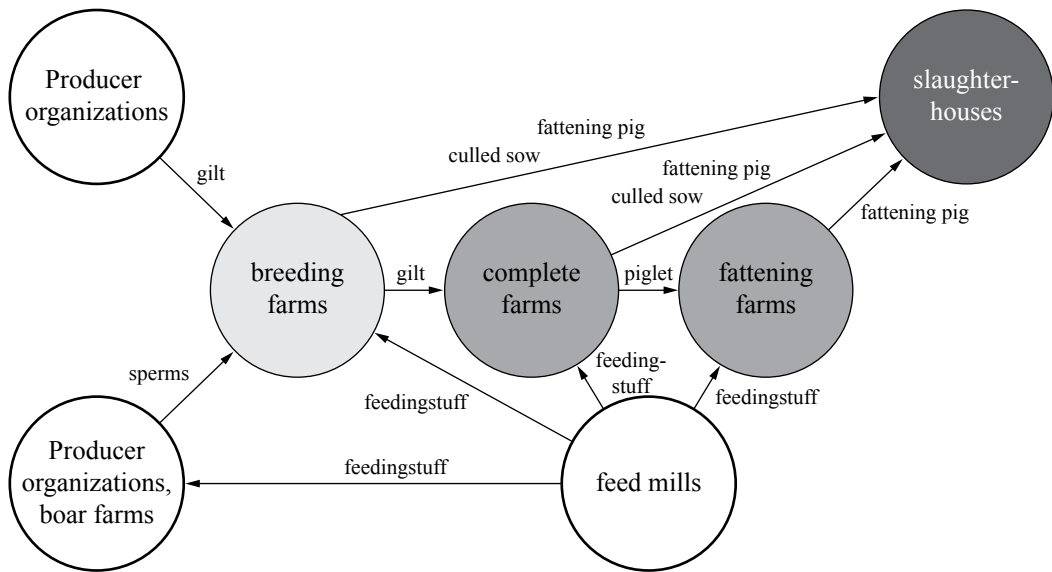 Producer
organizations
slaughter-
houses
fattening pig
culled sow
fattening pig
culled sow
gilt
fattening pig
breeding
farms
gilt
complete
farms
piglet
fattening
farms
sperms
feeding-
stuff
feedingstuff
feedingstuff
Producer
organizations,
boar farms
feedingstuff
feed mills